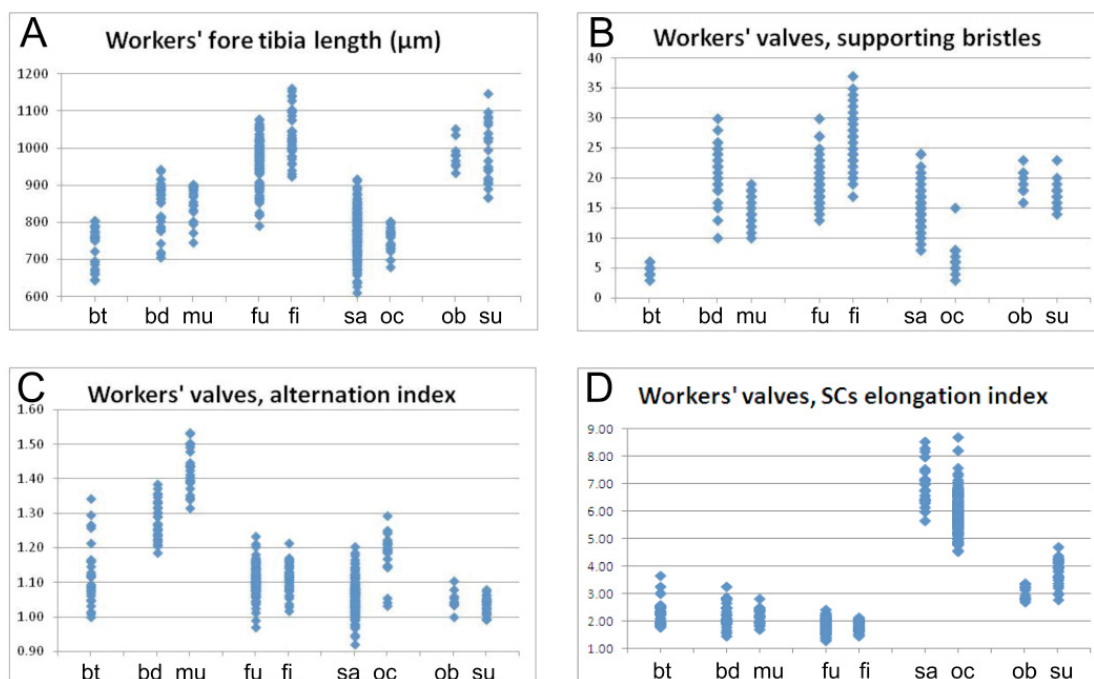 A
Workers' fore tibia length (µm)
1200
1100
1000
900
800
700
600
bt bd mu fu fi sa oc ob su
B
Workers' valves, supporting bristles
40
35
30
25
20
15
10
5
0
bt bd mu fu fi sa oc ob su
C
Workers' valves, alternation index
1.60
1.50
1.40
1.30
1.20
1.10
1.00
0.90
bt bd mu fu fi sa oc ob su
D
Workers' valves, SCs elongation index
9.00
8.00
7.00
6.00
5.00
4.00
3.00
2.00
1.00
bt bd mu fu fi sa oc ob su